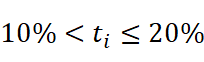 10% < tᵢ ≤ 20%